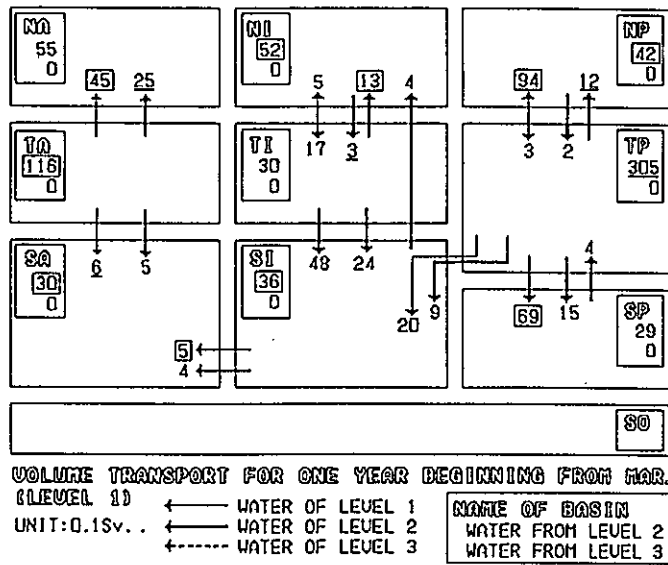 NA NI NP
55 52 42
0 0 0
45 25 5 13 4 94 12
TA TI TP
116 30 305
0 0 0
17 3 3 2
SA SI SP
30 36 29
0 0 0
6 5 48 24 4
20 9 69 15
5
4
SO
VOLUME TRANSPORT FOR ONE YEAR BEGINNING FROM MAR.
(LEVEL 1)
UNIT:0.1Sv..
WATER OF LEVEL 1
WATER OF LEVEL 2
WATER OF LEVEL 3
NAME OF BASIN
WATER FROM LEVEL 2
WATER FROM LEVEL 3